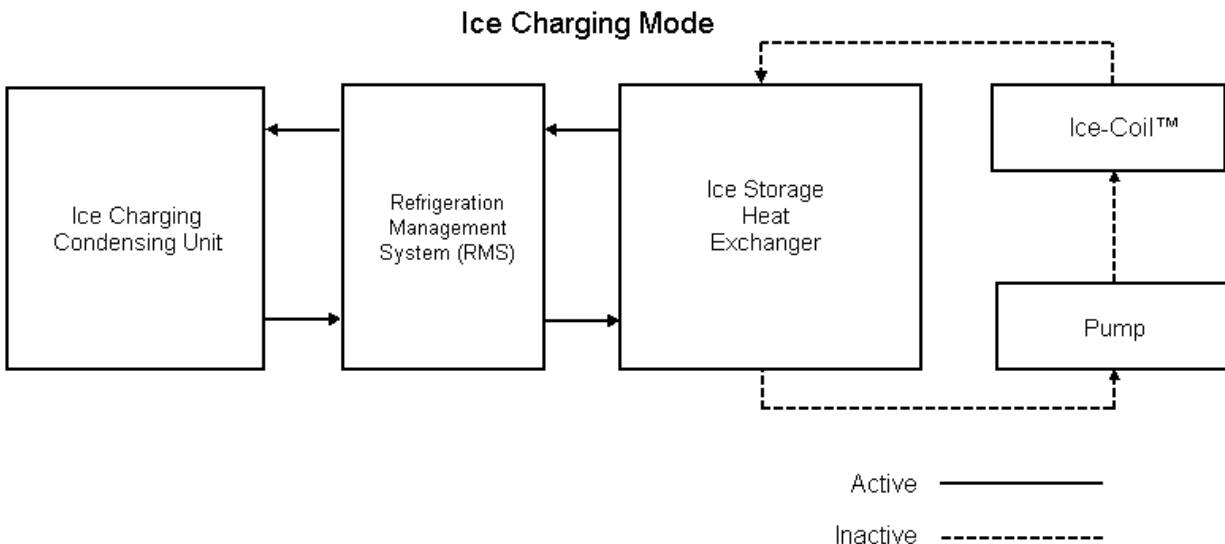 Ice Charging Mode
Ice Charging
Condensing Unit
Refrigeration
Management
System (RMS)
Ice Storage
Heat
Exchanger
Ice-Coil™
Pump
Active
Inactive